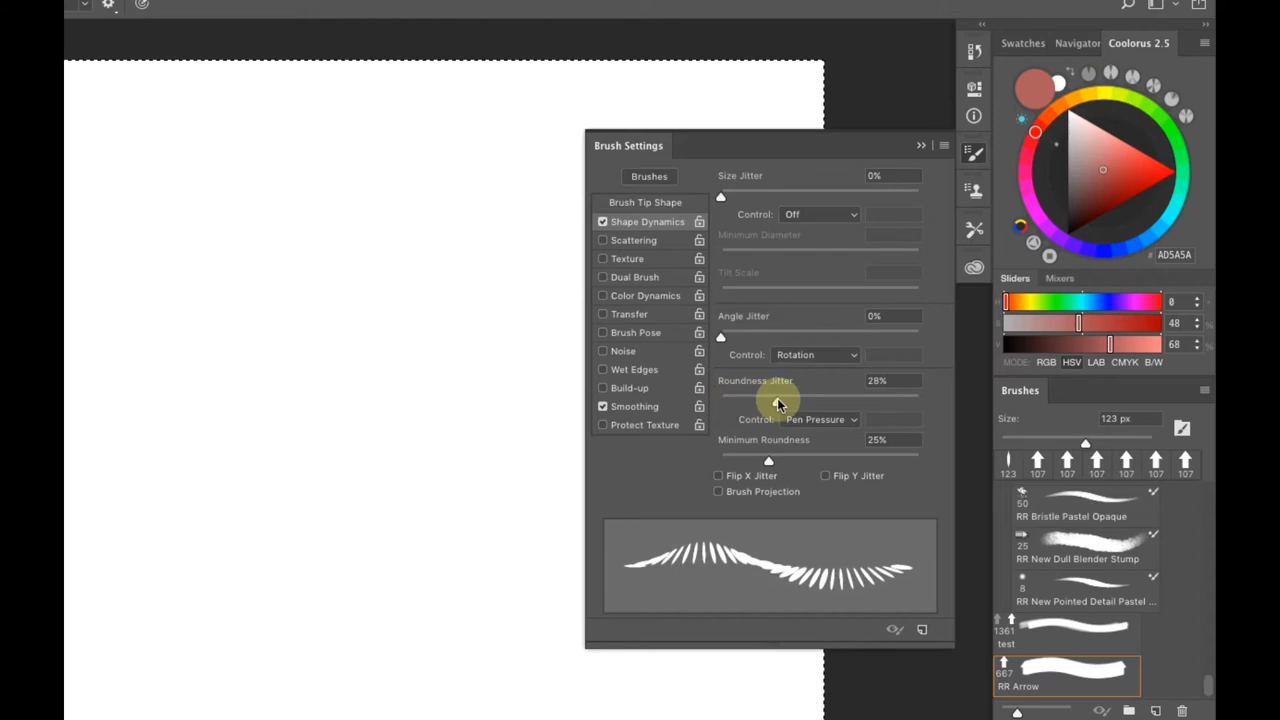 Swatches Navigator Coolorus 2.5
# AD5A5A
Sliders Mixers
0 °
S 48 %
V 68 %
MODE: RGB HSV LAB CMYK B/W
Brush Settings
Brushes
Brush Tip Shape
Shape Dynamics
Scattering
Texture
Dual Brush
Color Dynamics
Transfer
Brush Pose
Noise
Wet Edges
Build-up
Smoothing
Protect Texture
Size Jitter 0%
Control: Off
Minimum Diameter
Tilt Scale
Angle Jitter 0%
Control: Rotation
Roundness Jitter 28%
Control: Pen Pressure
Minimum Roundness 25%
Flip X Jitter Flip Y Jitter
Brush Projection
Brushes
Size: 123 px
123 107 107 107 107 107 107
50
RR Bristle Pastel Opaque
25
RR New Dull Blender Stump
8
RR New Pointed Detail Pastel ...
1361
test
667
RR Arrow